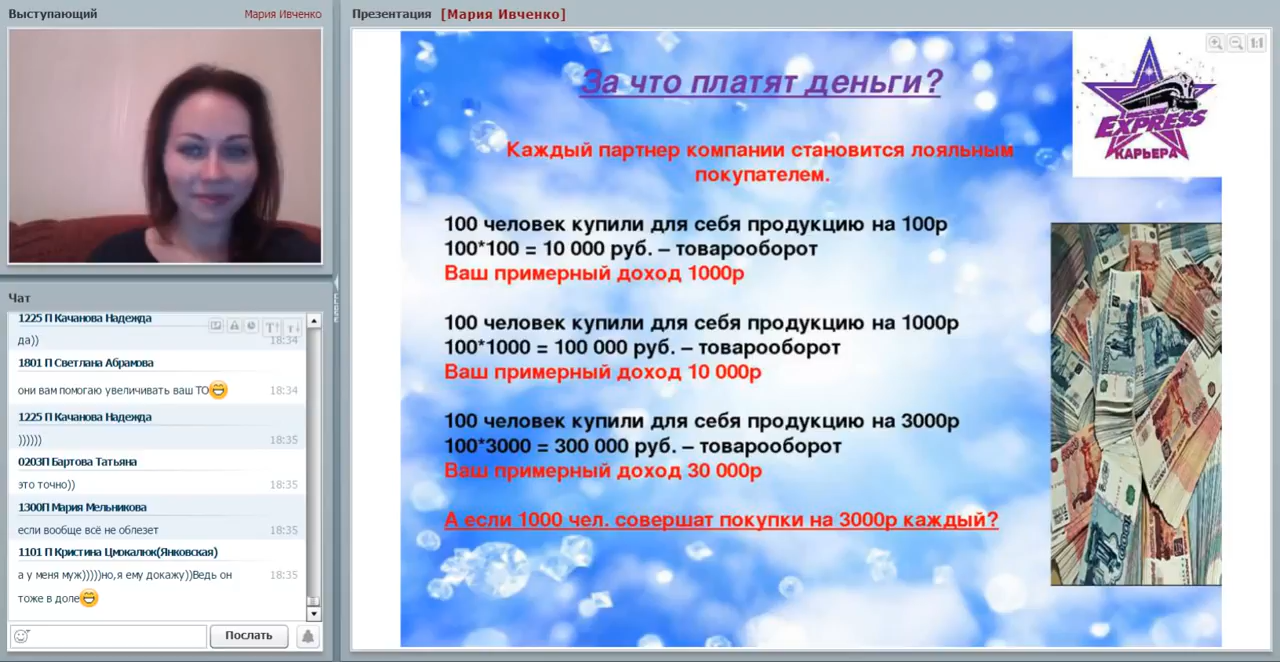 Выступающий
Мария Ивченко
1225 П Качанова Надежда
да))
18:34
1801 П Светлана Абрамова
они вам помогаю увеличивать ваш ТО
18:34
1225 П Качанова Надежда
))))))
18:35
0203П Бартова Татьяна
это точно))
18:35
1300П Мария Мельникова
если вообще всё не облезет
18:35
1101 П Кристина Цмокалюк(Янковская)
а у меня муж)))))но,я ему докажу))Ведь он
18:35
тоже в доле
Чат
Послать
Презентация [Мария Ивченко]
1:1
За что платят деньги?
EXPRESS
КАРЬЕРА
Каждый партнер компании становится лояльным
покупателем.
100 человек купили для себя продукцию на 100р
100*100 = 10 000 руб. – товарооборот
Ваш примерный доход 1000р
100 человек купили для себя продукцию на 1000р
100*1000 = 100 000 руб. – товарооборот
Ваш примерный доход 10 000р
100 человек купили для себя продукцию на 3000р
100*3000 = 300 000 руб. – товарооборот
Ваш примерный доход 30 000р
А если 1000 чел. совершат покупки на 3000р каждый?